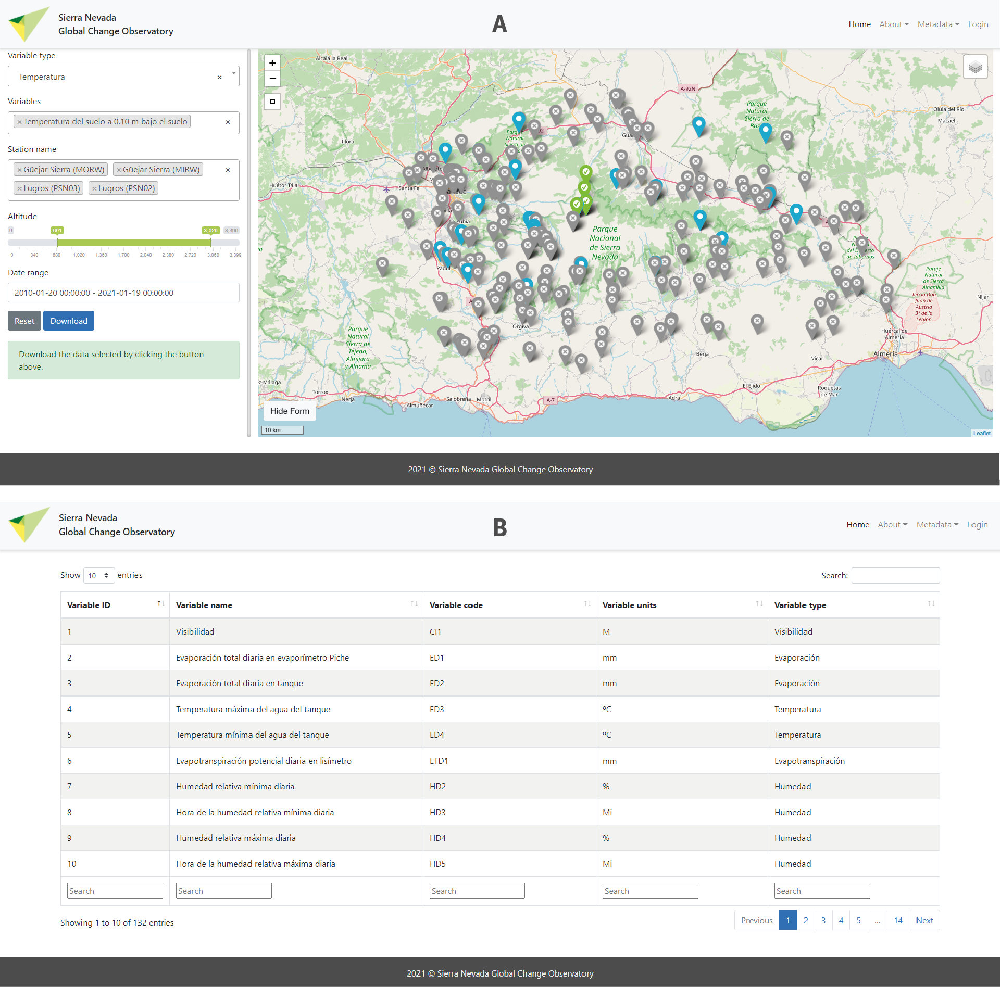 Sierra Nevada
Global Change Observatory
A
Home About Metadata Login
Variable type
Temperatura ×
Variables
× Temperatura del suelo a 0.10 m bajo el suelo ×
Station name
× Güejar Sierra (MORW) × Güejar Sierra (MIRW) ×
× Lugros (PSN03) × Lugros (PSN02)
Altitude
0 691 3,026 3,399
0 340 680 1,020 1,360 1,700 2,040 2,380 2,720 3,060 3,399
Date range
2010-01-20 00:00:00 - 2021-01-19 00:00:00
Reset Download
Download the data selected by clicking the button
above.
+
−
Alcalá la Real
A-92N
Parque
Natural
Sierra de
Olula del Río
Macael
Parque
Natural
Sierra de
Íllora
Huétor Tájar
Santa Fe
Parque
Nacional
de Sierra
Nevada
Padul
Paraje
Natural
de Sierra
Alhamilla
Tercio Don
Juan de
Austria
3º de la
Legión
Níjar
de Tabernas
Órgiva
Parque
Natural
Sierra de
Tejeda,
Almijara
y Alhama
Huércal de
Almería
Almería
Berja
Vícar
z-Málaga
Torrox
Nerja
Almuñécar
Salobreña
Motril
A-7
Adra
El Ejido
Roquetas
de Mar
Hide Form
10 km
Leaflet
2021 © Sierra Nevada Global Change Observatory
Sierra Nevada
Global Change Observatory
B
Home About Metadata Login
Show 10 entries Search:
Variable ID Variable name Variable code Variable units Variable type
1 Visibilidad CI1 M Visibilidad
2 Evaporación total diaria en evaporímetro Piche ED1 mm Evaporación
3 Evaporación total diaria en tanque ED2 mm Evaporación
4 Temperatura máxima del agua del tanque ED3 ºC Temperatura
5 Temperatura mínima del agua del tanque ED4 ºC Temperatura
6 Evapotranspiración potencial diaria en lisímetro ETD1 mm Evapotranspiración
7 Humedad relativa mínima diaria HD2 % Humedad
8 Hora de la humedad relativa mínima diaria HD3 Mi Humedad
9 Humedad relativa máxima diaria HD4 % Humedad
10 Hora de la humedad relativa máxima diaria HD5 Mi Humedad
Search Search Search Search Search
Showing 1 to 10 of 132 entries Previous 1 2 3 4 5 ... 14 Next
2021 © Sierra Nevada Global Change Observatory